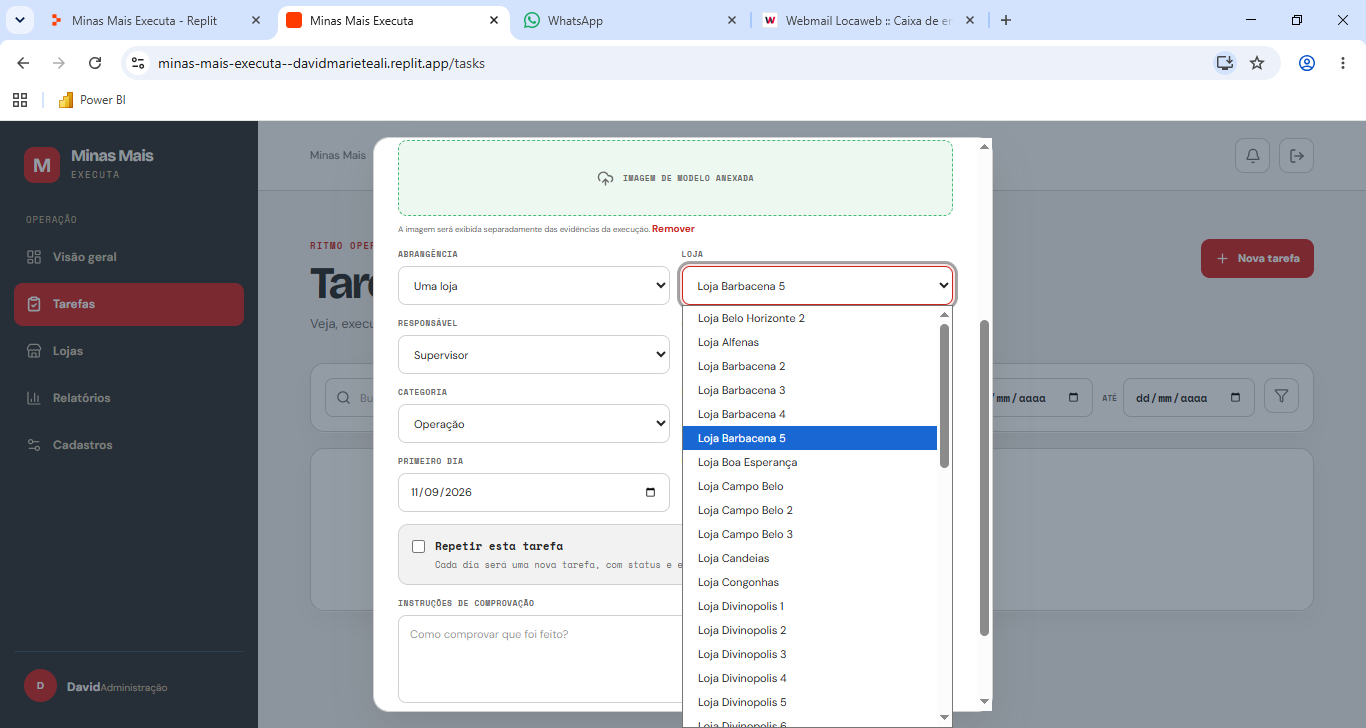 Minas Mais Executa - Replit
Minas Mais Executa
WhatsApp
Webmail Locaweb :: Caixa de en
minas-mais-executa--davidmarieteali.replit.app/tasks
Power BI
M
Minas Mais
EXECUTA
OPERAÇÃO
Visão geral
Tarefas
Lojas
Relatórios
Cadastros
D
DavidAdministração
Minas Mais
RITMO OPER
Tar
Veja, execu
Bu
Nova tarefa
/mm/aaaa
ATÉ
dd/mm/aaaa
IMAGEM DE MODELO ANEXADA
A imagem será exibida separadamente das evidências da execução. Remover
ABRANGÊNCIA
Uma loja
LOJA
Loja Barbacena 5
RESPONSÁVEL
Supervisor
CATEGORIA
Operação
PRIMEIRO DIA
11/09/2026
Repetir esta tarefa
Cada dia será uma nova tarefa, com status e e
INSTRUÇÕES DE COMPROVAÇÃO
Como comprovar que foi feito?
Loja Belo Horizonte 2
Loja Alfenas
Loja Barbacena 2
Loja Barbacena 3
Loja Barbacena 4
Loja Barbacena 5
Loja Boa Esperança
Loja Campo Belo
Loja Campo Belo 2
Loja Campo Belo 3
Loja Candeias
Loja Congonhas
Loja Divinopolis 1
Loja Divinopolis 2
Loja Divinopolis 3
Loja Divinopolis 4
Loja Divinopolis 5
Loja Divinopolis 6